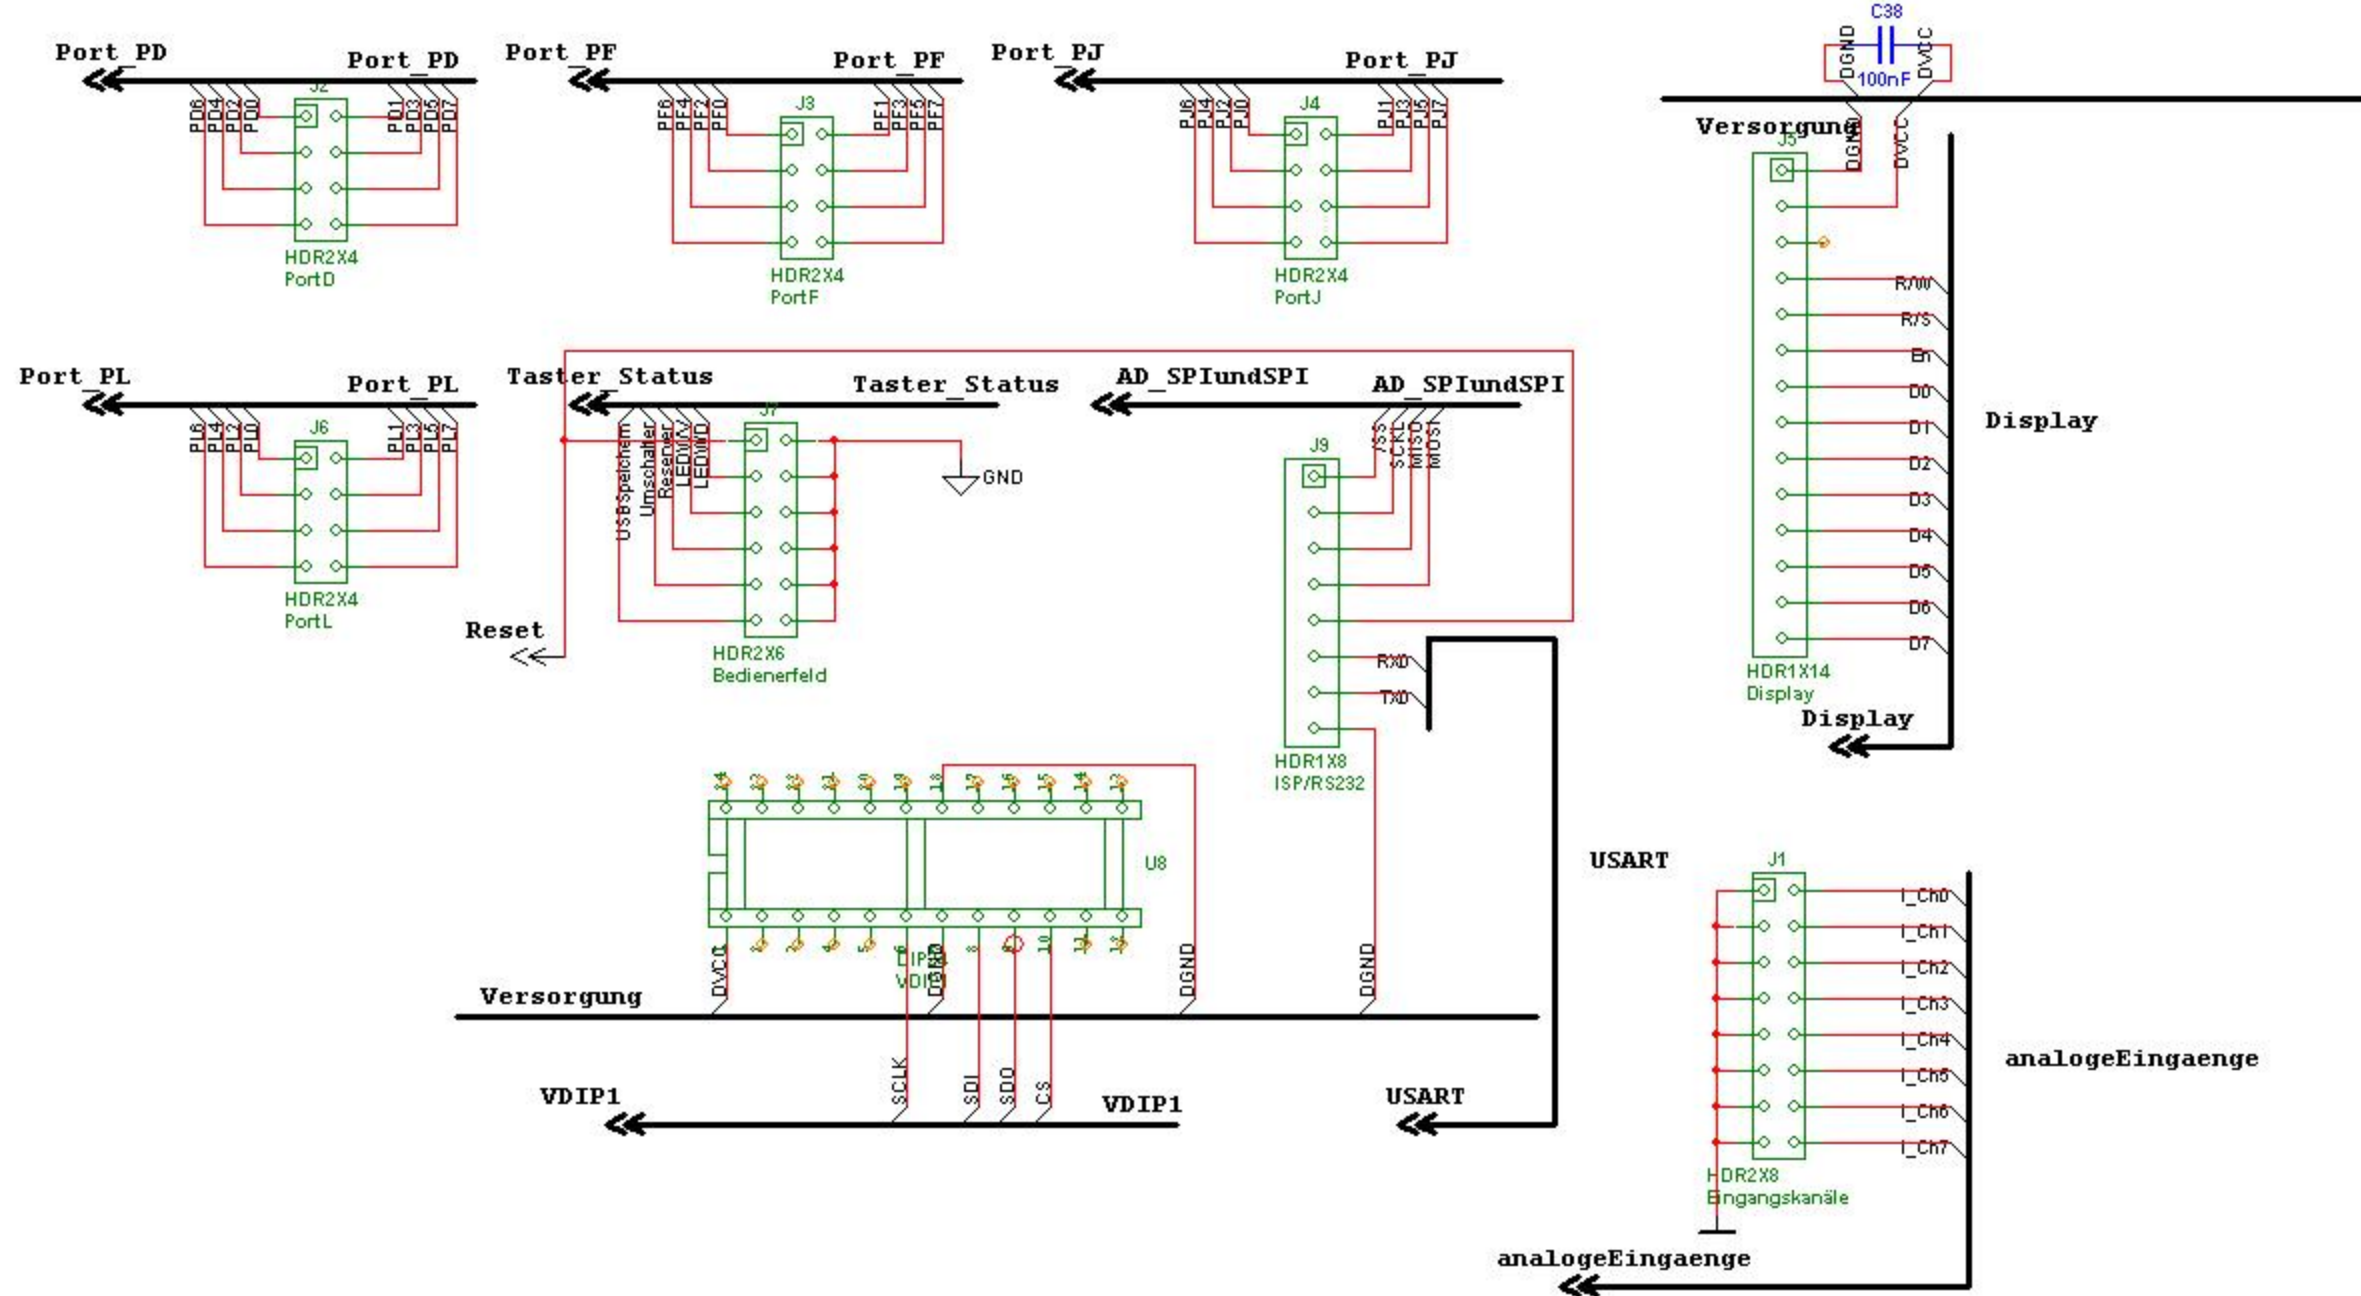 C38
DGND
DVCC
100nF
Port_PD
Port_PD
PD6
PD4
PD2
PD0
J2
PD1
PD3
PD5
PD7
HDR2X4
PortD
Port_PF
Port_PF
PF6
PF4
PF2
PF0
J3
PF1
PF3
PF5
PF7
HDR2X4
PortF
Port_PJ
Port_PJ
PJ6
PJ4
PJ2
PJ0
J4
PJ1
PJ3
PJ5
PJ7
HDR2X4
PortJ
Versorgung
DGND
DVCC
J5
R/W
R/S
En
D0
D1
D2
D3
D4
D5
D6
D7
Display
HDR1X14
Display
Display
Port_PL
Port_PL
PL6
PL4
PL2
PL0
J6
PL1
PL3
PL5
PL7
HDR2X4
PortL
Taster_Status
Taster_Status
USBSpeichern
Umschalter
J7
GND
Reset
HDR2X6
Bedienerfeld
AD_SPIundSPI
AD_SPIundSPI
/SS
SCKL
MISO
MOSI
J9
RXD
TXD
HDR1X8
ISP/RS232
DGND
U8
6
8
10
DGND
Versorgung
SCLK
SDI
SDO
CS
VDIP1
VDIP1
USART
USART
J1
I_Ch0
I_Ch1
I_Ch2
I_Ch3
I_Ch4
I_Ch5
I_Ch6
I_Ch7
analogeEingaenge
HDR2X8
Eingangskanäle
analogeEingaenge